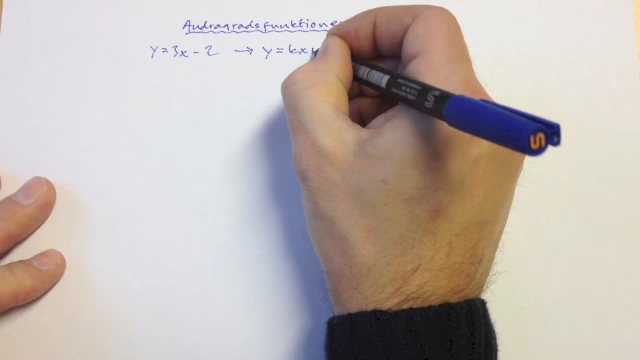 Andragradsfunktione
y=3x-2 → y=kx
S